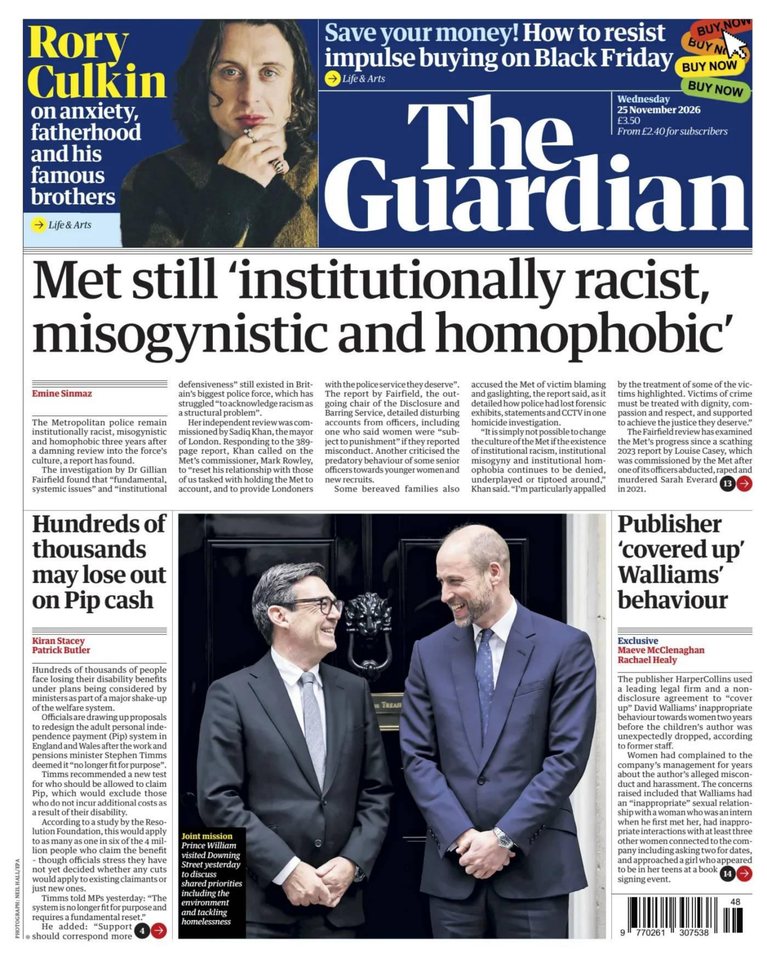 Rory
Culkin
on anxiety,
fatherhood
and his
famous
brothers
Life & Arts
Save your money! How to resist
impulse buying on Black Friday
Life & Arts
BUY NOW
BUY NOW
BUY NOW
BUY NOW
Wednesday
25 November 2026
£3.50
From £2.40 for subscribers
The
Guardian
Met still ‘institutionally racist,
misogynistic and homophobic’
Emine Sinmaz
The Metropolitan police remain
institutionally racist, misogynistic
and homophobic three years after
a damning review into the force’s
culture, a report has found.
The investigation by Dr Gillian
Fairfield found that “fundamental,
systemic issues” and “institutional
defensiveness” still existed in Brit-
ain’s biggest police force, which has
struggled “to acknowledge racism as
a structural problem”.
Her independent review was com-
missioned by Sadiq Khan, the mayor
of London. Responding to the 389-
page report, Khan called on the
Met’s commissioner, Mark Rowley,
to “reset his relationship with those
of us tasked with holding the Met to
account, and to provide Londoners
with the police service they deserve”.
The report by Fairfield, the out-
going chair of the Disclosure and
Barring Service, detailed disturbing
accounts from officers, including
one who said women were “sub-
ject to punishment” if they reported
misconduct. Another criticised the
predatory behaviour of some senior
officers towards younger women and
new recruits.
Some bereaved families also
accused the Met of victim blaming
and gaslighting, the report said, as it
detailed how police had lost forensic
exhibits, statements and CCTV in one
homicide investigation.
“It is simply not possible to change
the culture of the Met if the existence
of institutional racism, institutional
misogyny and institutional hom-
ophobia continues to be denied,
underplayed or tiptoed around,”
Khan said. “I’m particularly appalled
by the treatment of some of the vic-
tims highlighted. Victims of crime
must be treated with dignity, com-
passion and respect, and supported
to achieve the justice they deserve.”
The Fairfield review has examined
the Met’s progress since a scathing
2023 report by Louise Casey, which
was commissioned by the Met after
one of its officers abducted, raped and
murdered Sarah Everard
in 2021.
13
Hundreds of
thousands
may lose out
on Pip cash
Kiran Stacey
Patrick Butler
Hundreds of thousands of people
face losing their disability benefits
under plans being considered by
ministers as part of a major shake-up
of the welfare system.
Officials are drawing up proposals
to redesign the adult personal inde-
pendence payment (Pip) system in
England and Wales after the work and
pensions minister Stephen Timms
deemed it “no longer fit for purpose”.
Timms recommended a new test
for who should be allowed to claim
Pip, which would exclude those
who do not incur additional costs as
a result of their disability.
According to a study by the Reso-
lution Foundation, this would apply
to as many as one in six of the 4 mil-
lion people who claim the benefit
- though officials stress they have
not yet decided whether any cuts
would apply to existing claimants or
just new ones.
Timms told MPs yesterday: “The
system is no longer fit for purpose and
requires a fundamental reset.”
He added: “Support
should correspond more
4
PHOTOGRAPH: NEIL HALL/EPA
Joint mission
Prince William
visited Downing
Street yesterday
to discuss
shared priorities
including the
environment and
tackling
homelessness
Publisher
‘covered up’
Walliams’
behaviour
Exclusive
Maeve McClenaghan
Rachael Healy
The publisher HarperCollins used
a leading legal firm and a non-
disclosure agreement to “cover
up” David Walliams’ inappropriate
behaviour towards women two years
before the children’s author was
unexpectedly dropped, according
to former staff.
Women had complained to the
company’s management for years
about the author’s alleged miscon-
duct and harassment. The concerns
raised included that Walliams had
an “inappropriate” sexual relation-
ship with a woman who was an intern
when he first met her, had inappro-
priate interactions with at least three
other women connected to the com-
pany including asking two for dates,
and approached a girl who appeared
to be in her teens at a book
signing event.
14
48
9 770261 307538